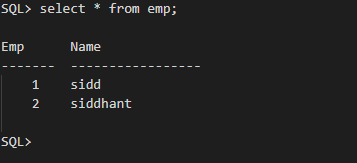 SQL> select * from emp;
Emp Name
------- -----------------
1 sidd
2 siddhant
SQL>